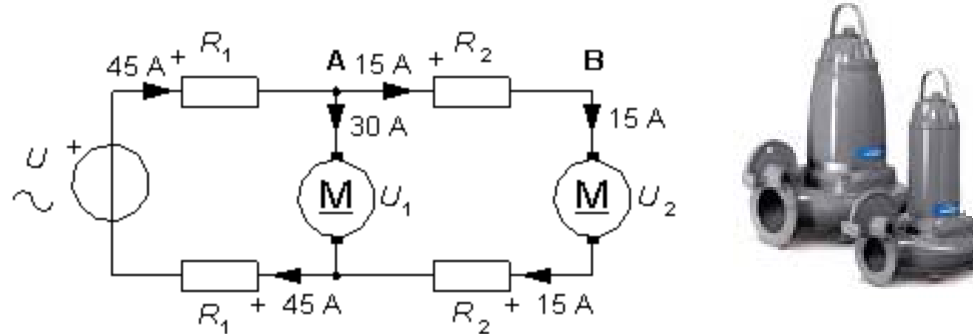 45 A + R1 A 15 A + R2 B
30 A 15 A
U + M U1 M U2
R1 + 45 A R2 + 15 A